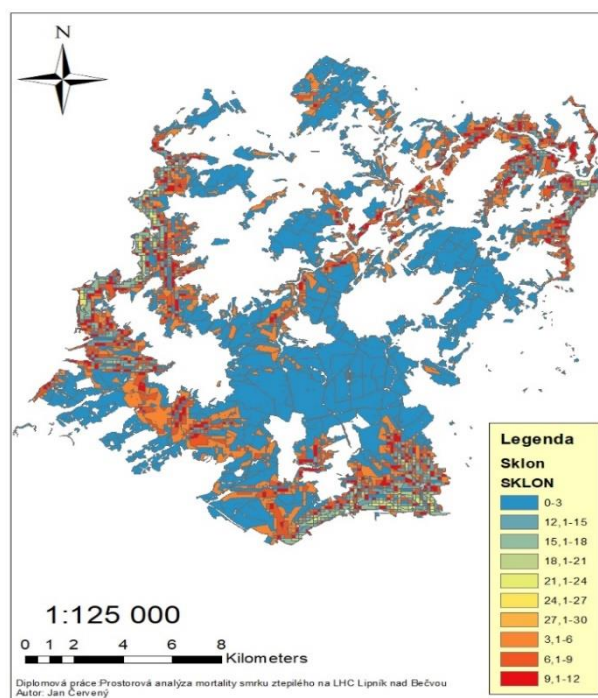 N
Legenda
Sklon
SKLON
0-3
12,1-15
15,1-18
18,1-21
21,1-24
24,1-27
27,1-30
3,1-6
6,1-9
9,1-12
1:125 000
0 1 2 4 6 8
Kilometers
Diplomová práce:Prostorová analýza mortality smrku ztepilého na LHC Lipník nad Bečvou
Autor: Jan Červený